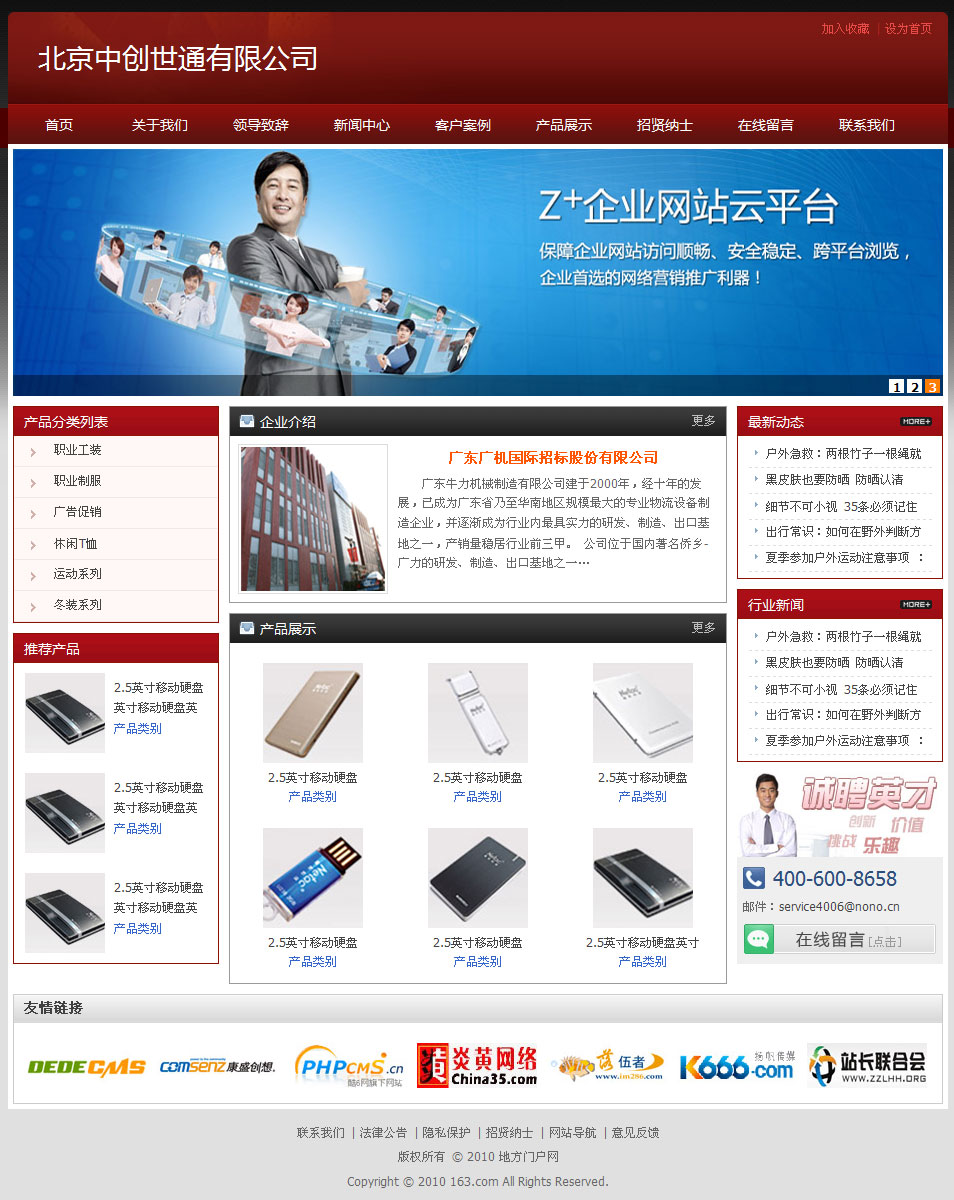 加入收藏 | 设为首页
北京中创世通有限公司
首页 关于我们 领导致辞 新闻中心 客户案例 产品展示 招贤纳士 在线留言 联系我们
Z+企业网站云平台
保障企业网站访问顺畅、安全稳定、跨平台浏览，
企业首选的网络营销推广利器！
1 2 3
产品分类列表
职业工装
职业制服
广告促销
休闲T恤
运动系列
冬装系列
推荐产品
2.5英寸移动硬盘
英寸移动硬盘英
产品类别
2.5英寸移动硬盘
英寸移动硬盘英
产品类别
2.5英寸移动硬盘
英寸移动硬盘英
产品类别
企业介绍 更多
广东广机国际招标股份有限公司
广东牛力机械制造有限公司建于2000年，经十年的发
展，已成为广东省乃至华南地区规模最大的专业物流设备制
造企业，并逐渐成为行业内最具实力的研发、制造、出口基
地之一，产销量稳居行业前三甲。 公司位于国内著名侨乡-
广力的研发、制造、出口基地之一…
产品展示 更多
Netac
Netac
Netac
2.5英寸移动硬盘 2.5英寸移动硬盘 2.5英寸移动硬盘
产品类别 产品类别 产品类别
Netac
Netac
2.5英寸移动硬盘 2.5英寸移动硬盘 2.5英寸移动硬盘英寸
产品类别 产品类别 产品类别
最新动态 MORE+
户外急救：两根竹子一根绳就
黑皮肤也要防晒 防晒认清
细节不可小视 35条必须记住
出行常识：如何在野外判断方
夏季参加户外运动注意事项 ：
行业新闻 MORE+
户外急救：两根竹子一根绳就
黑皮肤也要防晒 防晒认清
细节不可小视 35条必须记住
出行常识：如何在野外判断方
夏季参加户外运动注意事项 ：
诚聘英才
创新 价值
挑战 乐趣
400-600-8658
邮件：service4006@nono.cn
在线留言 [点击]
友情链接
DEDECMS
COMSENZ 康盛创想
PHPCMS.cn
酷6网旗下网站
炎黄网络
China35.com
落伍者
www.im286.com
扬帆传媒
K666-com
站长联合会
WWW.ZZLHH.ORG
联系我们 | 法律公告 | 隐私保护 | 招贤纳士 | 网站导航 | 意见反馈
版权所有 © 2010 地方门户网
Copyright © 2010 163.com All Rights Reserved.